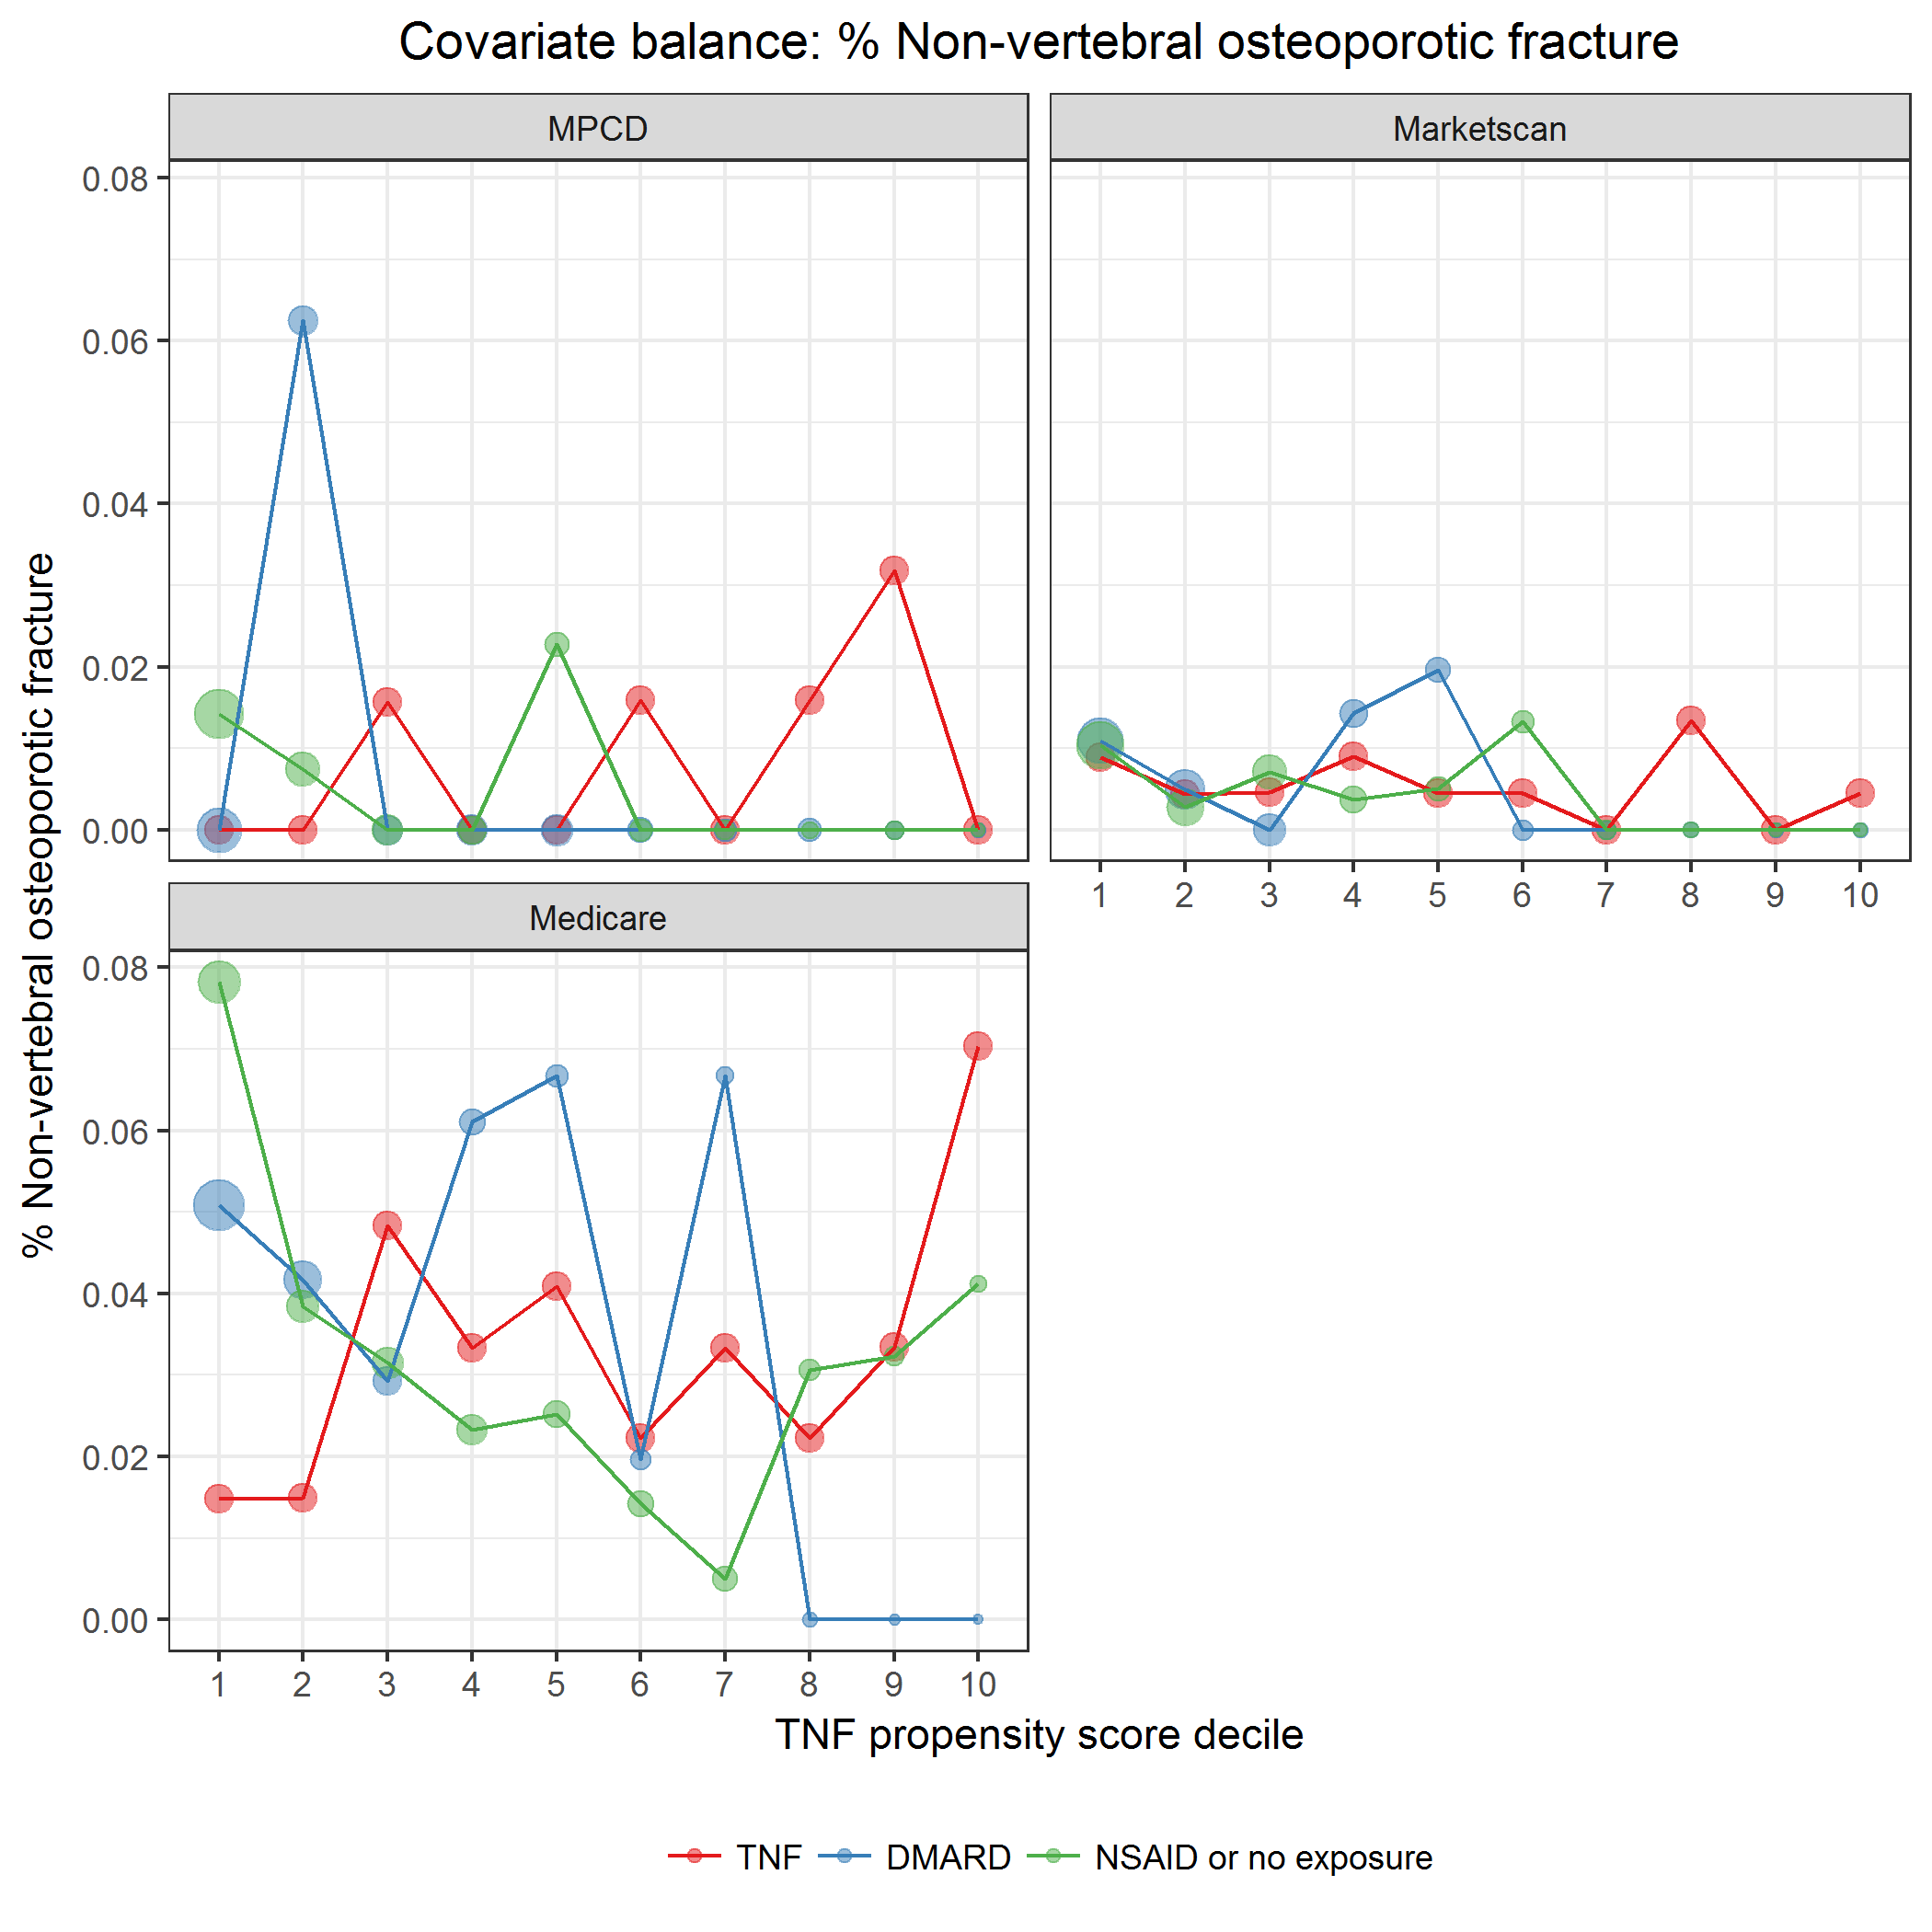 Covariate balance: % Non-vertebral osteoporotic fracture
MPCD
Marketscan
0.08
0.06
0.04
0.02
0.00
1 2 3 4 5 6 7 8 9 10
Medicare
0.08
0.06
0.04
0.02
0.00
1 2 3 4 5 6 7 8 9 10
% Non-vertebral osteoporotic fracture
TNF propensity score decile
TNF DMARD NSAID or no exposure